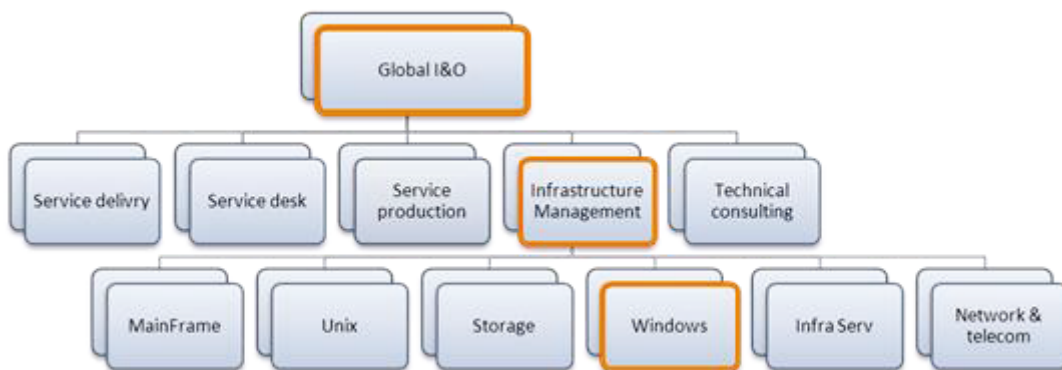 Global I&O
Service delivry
Service desk
Service
production
Infrastructure
Management
Technical
consulting
MainFrame
Unix
Storage
Windows
Infra Serv
Network &
telecom